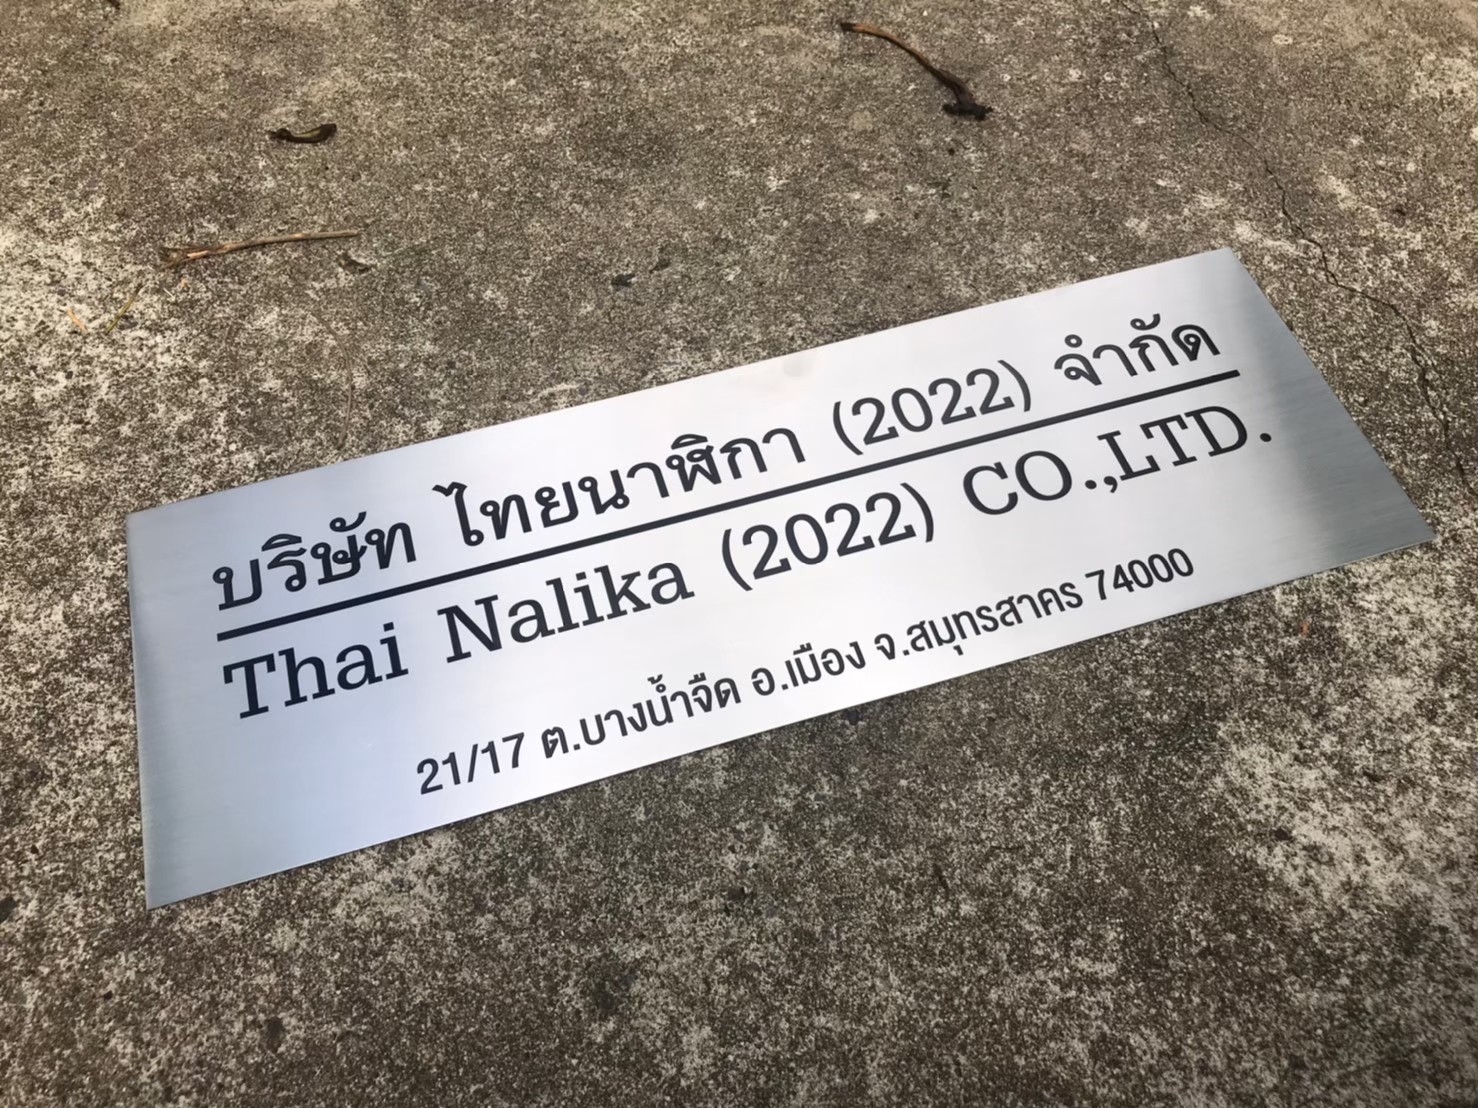 บริษัท ไทยนาฬิกา (2022) จำกัด
Thai Nalika (2022) CO.,LTD.
21/17 ต.บางน้ำจืด อ.เมือง จ.สมุทรสาคร 74000